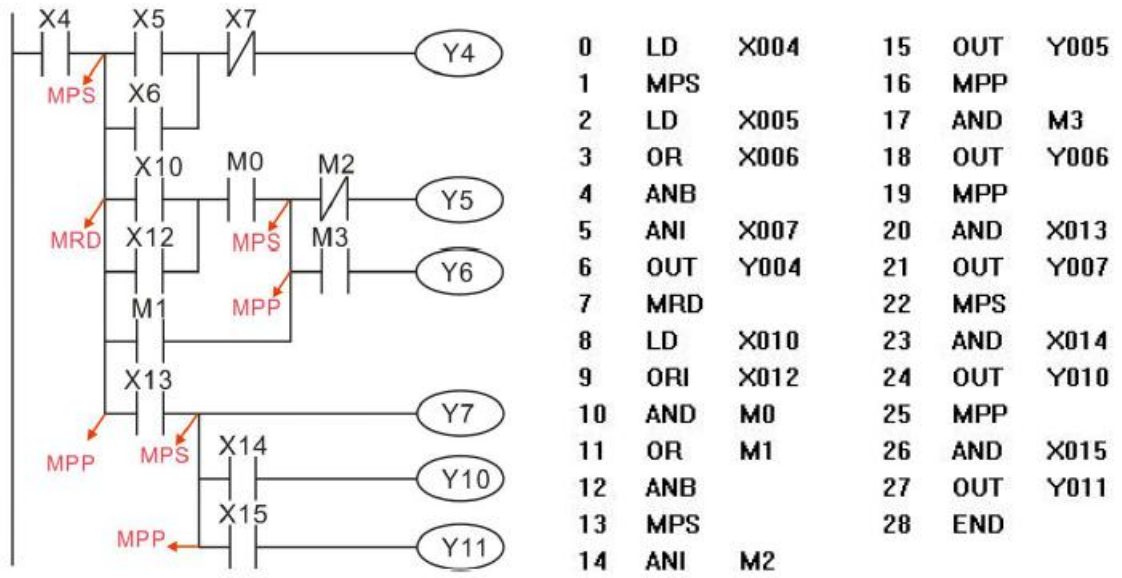 X4 X5 X7
Y4
MPS
X6
X10 M0 M2
Y5
MRD X12 MPS M3
Y6
M1 MPP
X13
Y7
MPP MPS X14
Y10
X15
MPP
Y11
0 LD X004
1 MPS
2 LD X005
3 OR X006
4 ANB
5 ANI X007
6 OUT Y004
7 MRD
8 LD X010
9 ORI X012
10 AND M0
11 OR M1
12 ANB
13 MPS
14 ANI M2
15 OUT Y005
16 MPP
17 AND M3
18 OUT Y006
19 MPP
20 AND X013
21 OUT Y007
22 MPS
23 AND X014
24 OUT Y010
25 MPP
26 AND X015
27 OUT Y011
28 END